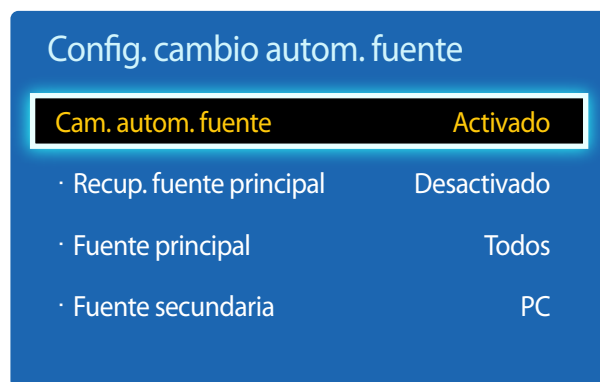 Config. cambio autom. fuente
Cam. autom. fuente Activado
· Recup. fuente principal Desactivado
· Fuente principal Todos
· Fuente secundaria PC